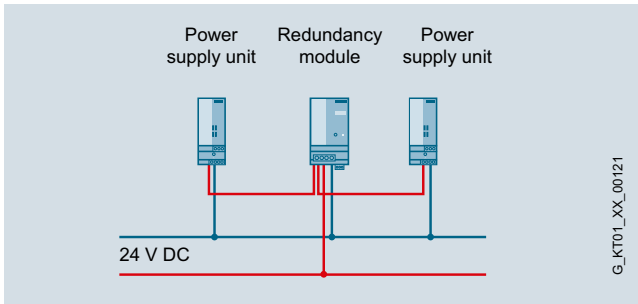 Power
supply unit
Redundancy
module
Power
supply unit
24 V DC
G_KT01_XX_00121